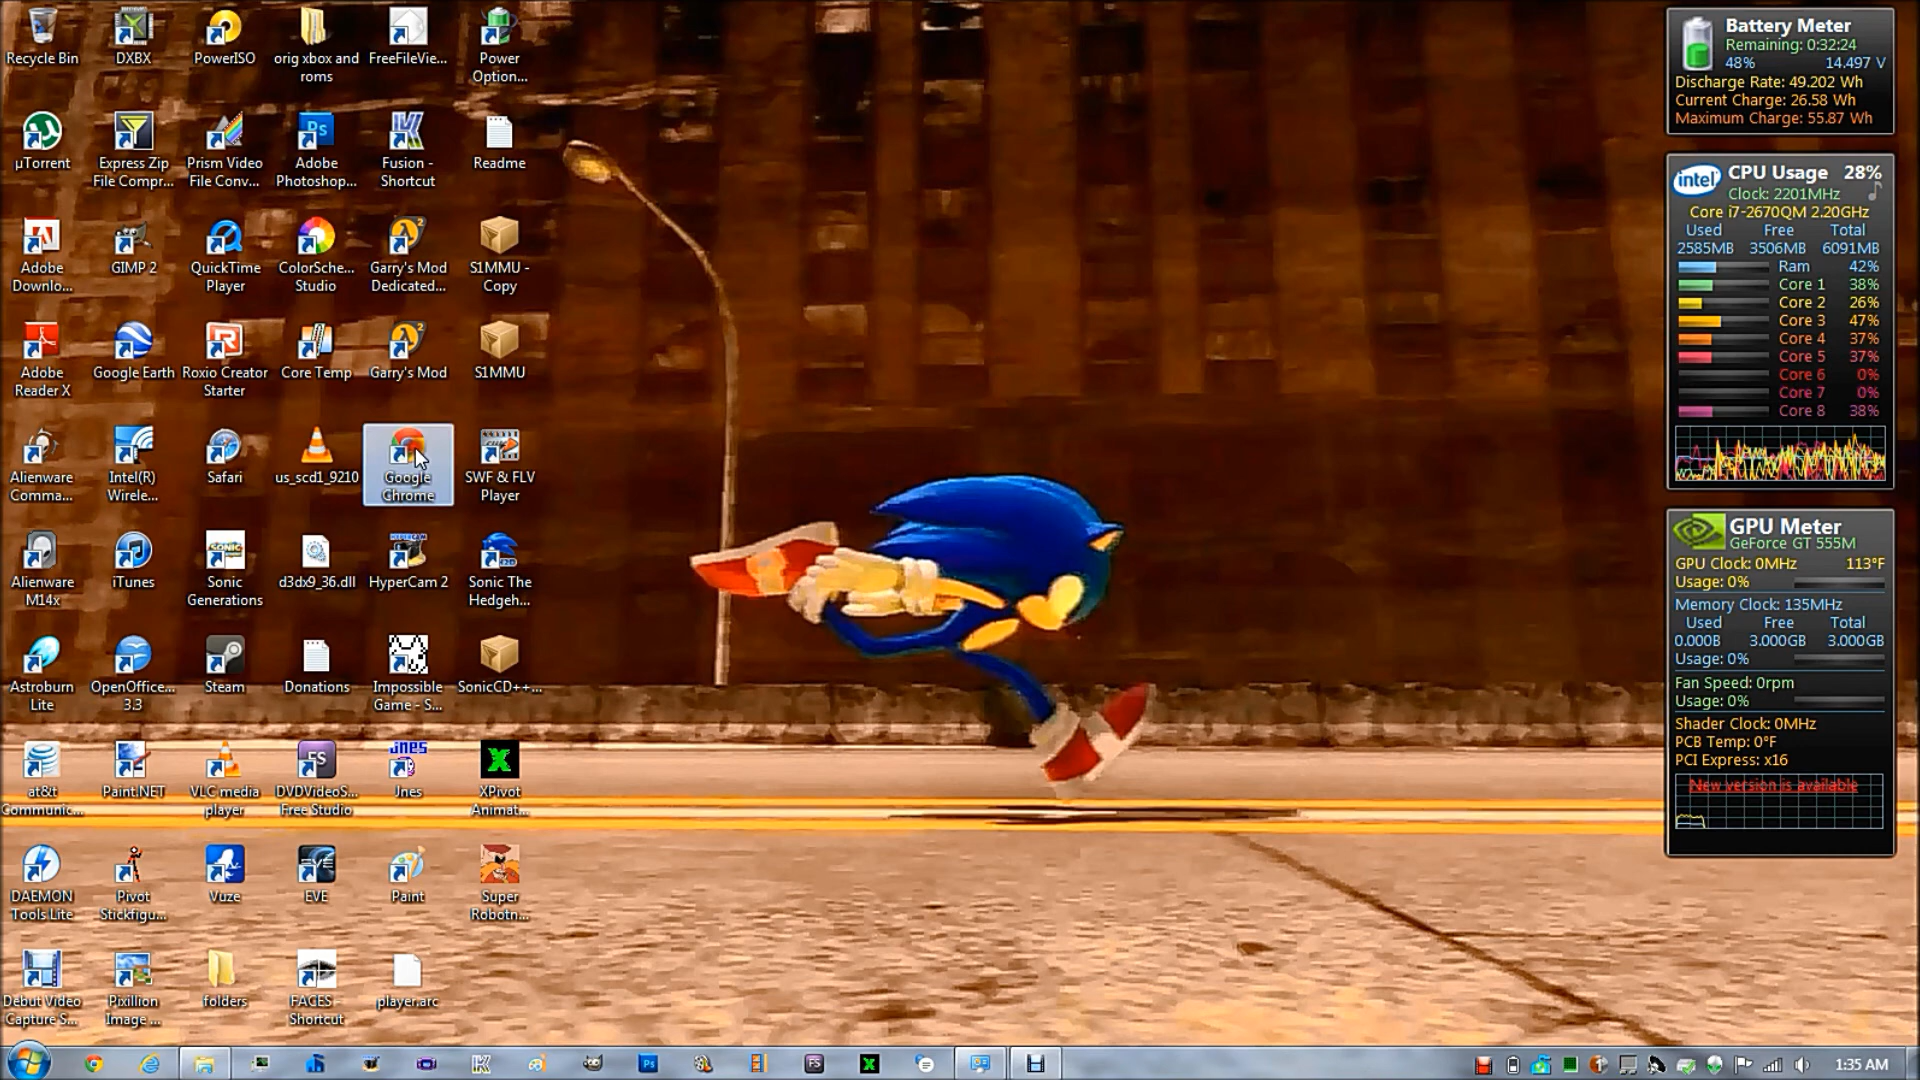 Recycle Bin
DXBX
PowerISO
orig xbox and
roms
FreeFileVie...
Power
Option...
µTorrent
Express Zip
File Compr...
Prism Video
File Conv...
Ps
Adobe
Photoshop...
Fusion -
Shortcut
Readme
Adobe
Downlo...
GIMP 2
QuickTime
Player
ColorSche...
Studio
Garry's Mod
Dedicated...
S1MMU -
Copy
Adobe
Reader X
Google Earth
Roxio Creator
Starter
Core Temp
Garry's Mod
S1MMU
Alienware
Comma...
Intel(R)
Wirele...
Safari
us_scd1_9210
Google
Chrome
SWF & FLV
Player
Alienware
M14x
iTunes
SONIC
Sonic
Generations
d3dx9_36.dll
HYPERCAM
HyperCam 2
Sonic The
Hedgeh...
Astroburn
Lite
OpenOffice...
3.3
Steam
Donations
Impossible
Game - S...
SonicCD++...
at&t
Communic...
Paint.NET
VLC media
player
FS
DVDVideoS...
Free Studio
jnes
Jnes
X
XPivot
Animat...
DAEMON
Tools Lite
Pivot
Stickfigu...
Vuze
EVE
Paint
Super
Robotn...
Debut Video
Capture S...
Pixillion
Image ...
folders
FACES -
Shortcut
player.arc
Battery Meter
Remaining: 0:32:24
48% 14.497 V
Discharge Rate: 49.202 Wh
Current Charge: 26.58 Wh
Maximum Charge: 55.87 Wh
intel
CPU Usage 28%
Clock: 2201MHz
Core i7-2670QM 2.20GHz
Used Free Total
2585MB 3506MB 6091MB
Ram 42%
Core 1 38%
Core 2 26%
Core 3 47%
Core 4 37%
Core 5 37%
Core 6 0%
Core 7 0%
Core 8 38%
GPU Meter
GeForce GT 555M
GPU Clock: 0MHz 113°F
Usage: 0%
Memory Clock: 135MHz
Used Free Total
0.000B 3.000GB 3.000GB
Usage: 0%
Fan Speed: 0rpm
Usage: 0%
Shader Clock: 0MHz
PCB Temp: 0°F
PCI Express: x16
New version is available
Ps
FS
X
1:35 AM